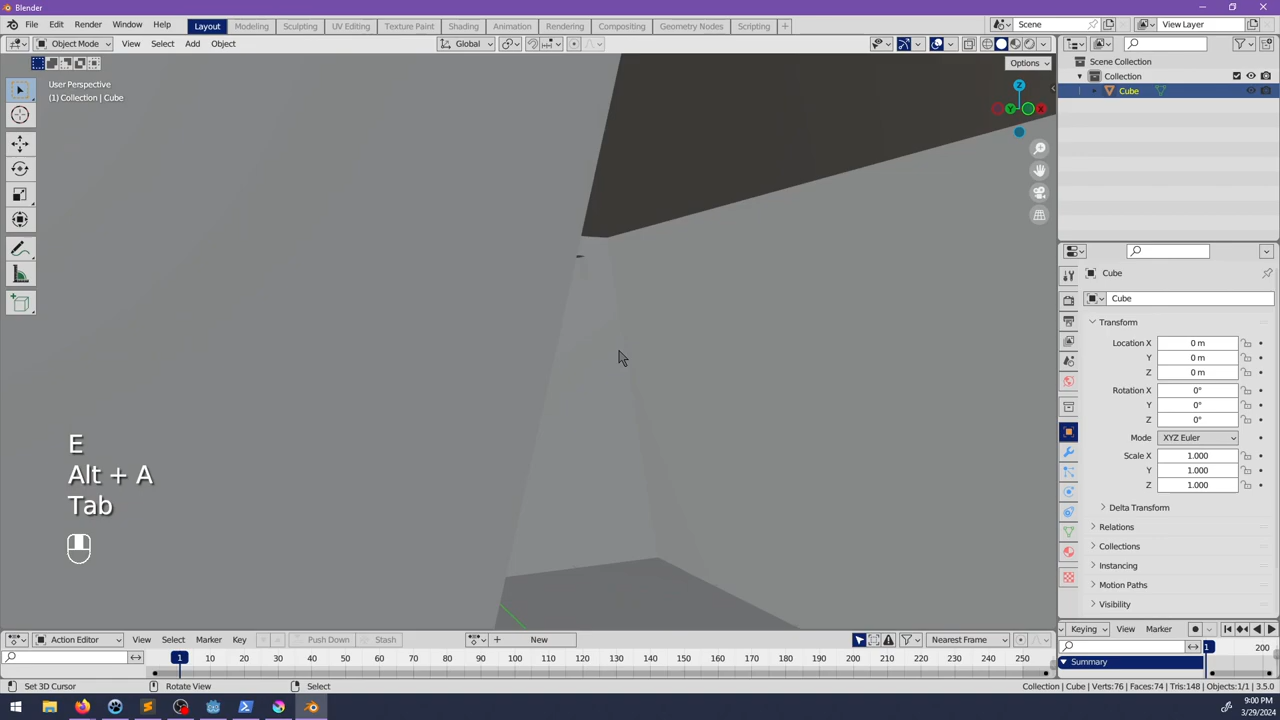 Blender
File Edit Render Window Help Layout Modeling Sculpting UV Editing Texture Paint Shading Animation Rendering Compositing Geometry Nodes Scripting + Scene View Layer
Object Mode View Select Add Object Global
Options
User Perspective
(1) Collection | Cube
Z
Y
X
Scene Collection
Collection
Cube
Cube
Cube
Transform
Location X 0 m
Y 0 m
Z 0 m
Rotation X 0°
Y 0°
Z 0°
Mode XYZ Euler
Scale X 1.000
Y 1.000
Z 1.000
Delta Transform
Relations
Collections
Instancing
Motion Paths
Visibility
E
Alt + A
Tab
Action Editor View Select Marker Key Push Down Stash + New Nearest Frame
Keying View Marker
1 10 20 30 40 50 60 70 80 90 100 110 120 130 140 150 160 170 180 190 200 210 220 230 240 250
1 200
Summary
Set 3D Cursor Rotate View Select
Collection | Cube | Verts:76 | Faces:74 | Tris:148 | Objects:1/1 | 3.5.0
9:00 PM
3/29/2024